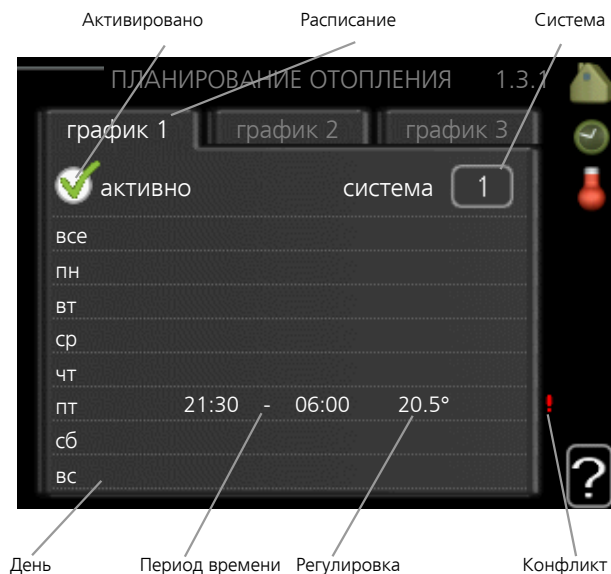 Активировано Расписание Система
ПЛАНИРОВАНИЕ ОТОПЛЕНИЯ 1.3.1
график 1 график 2 график 3
активно система 1
все
пн
вт
ср
чт
пт 21:30 - 06:00 20.5° !
сб
вс
?
День Период времени Регулировка Конфликт